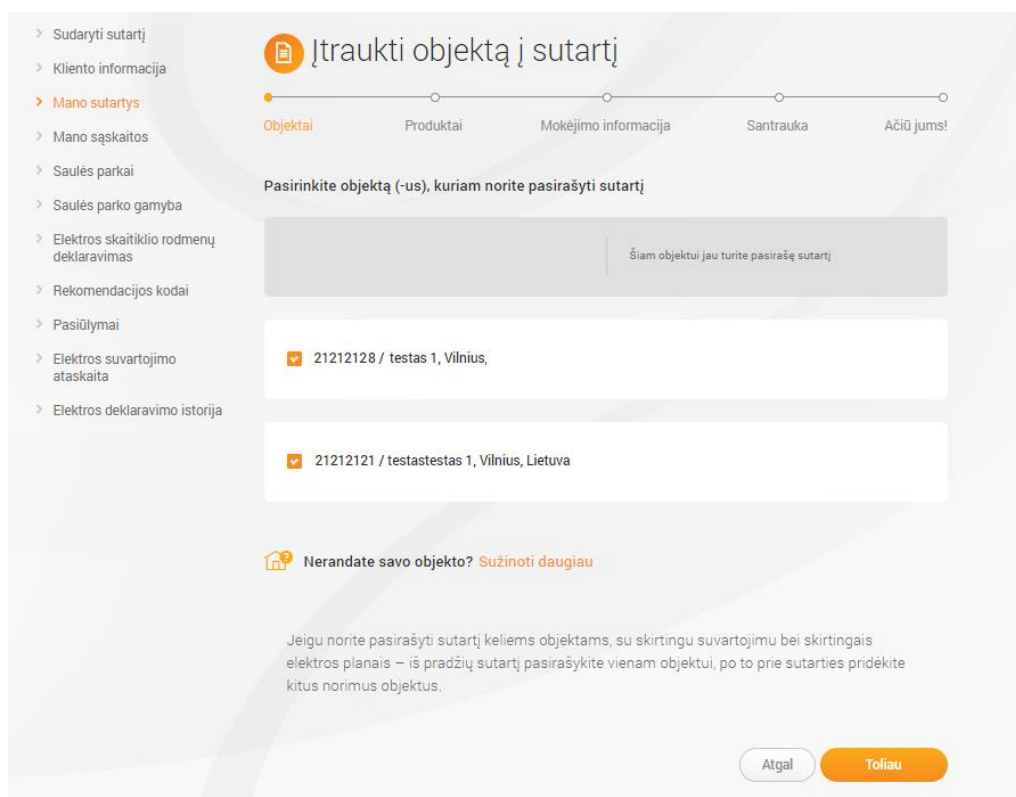 Sudaryti sutartį
Kliento informacija
Mano sutartys
Mano sąskaitos
Saulės parkai
Saulės parko gamyba
Elektros skaitiklio rodmenų
deklaravimas
Rekomendacijos kodai
Pasiūlymai
Elektros suvartojimo
ataskaita
Elektros deklaravimo istorija
Įtraukti objektą į sutartį
Objektai
Produktai
Mokėjimo informacija
Santrauka
Ačiū jums!
Pasirinkite objektą (-us), kuriam norite pasirašyti sutartį
Šiam objektui jau turite pasirašę sutartį
21212128 / testas 1, Vilnius,
21212121 / testastestas 1, Vilnius, Lietuva
Nerandate savo objekto? Sužinoti daugiau
Jeigu norite pasirašyti sutartį keliems objektams, su skirtingu suvartojimu bei skirtingais
elektros planais – iš pradžių sutartį pasirašykite vienam objektui, po to prie sutarties pridėkite
kitus norimus objektus.
Atgal
Toliau